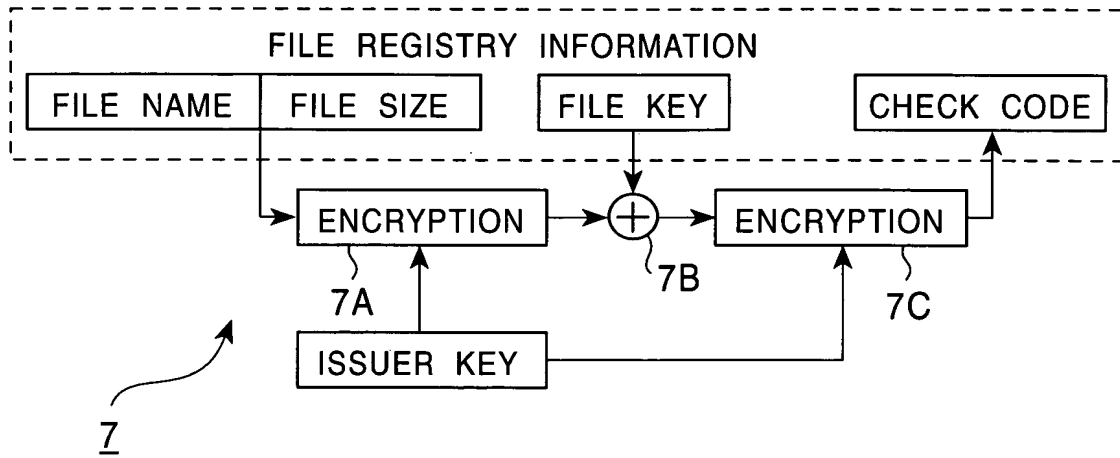 FILE REGISTRY INFORMATION
FILE NAME FILE SIZE FILE KEY CHECK CODE
ENCRYPTION + ENCRYPTION
7A 7B 7C
ISSUER KEY
7